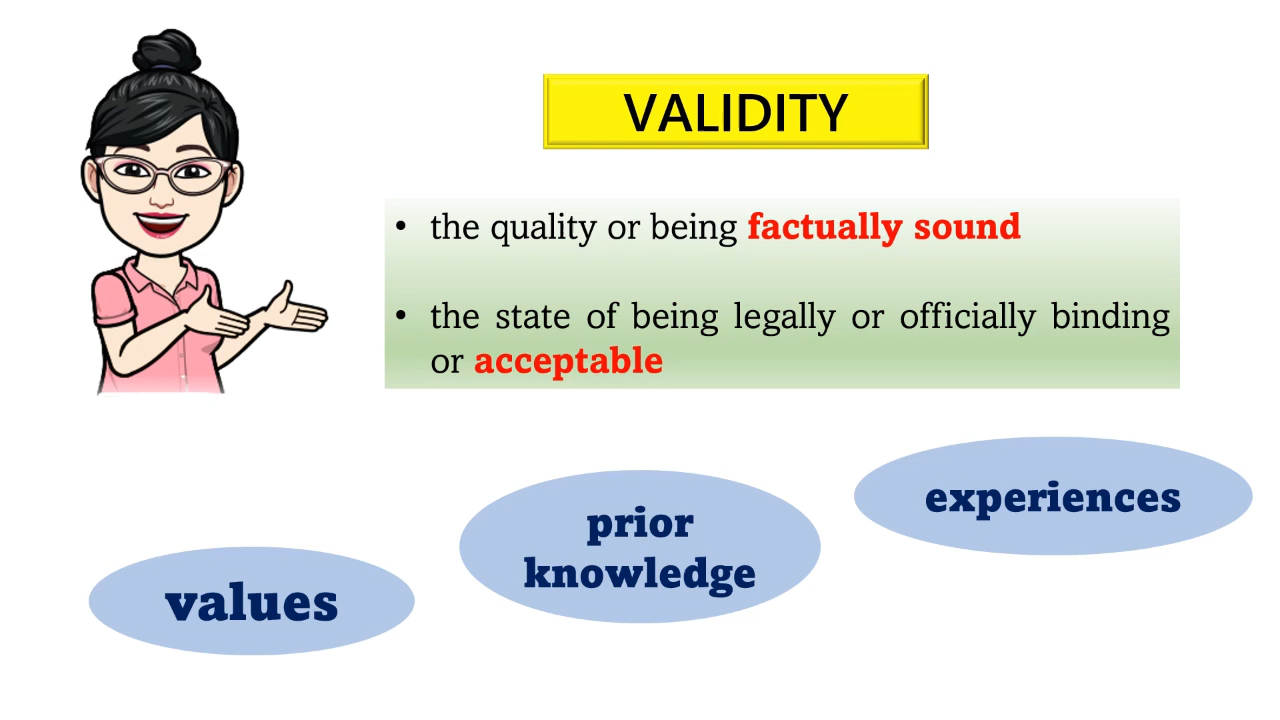 VALIDITY
• the quality or being factually sound
• the state of being legally or officially binding
or acceptable
values
prior
knowledge
experiences